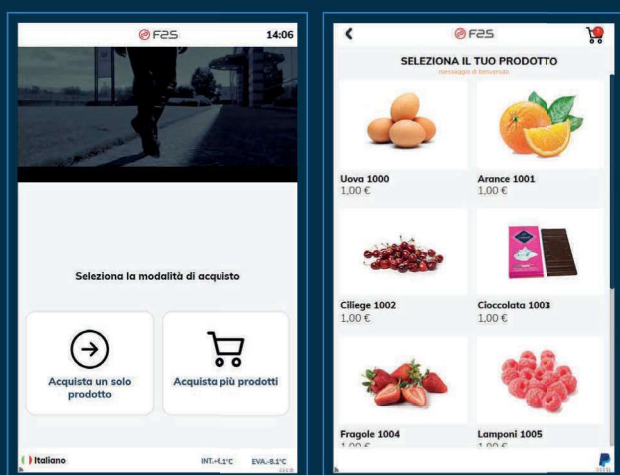 F2S
14:06
Seleziona la modalità di acquisto
Acquista un solo
prodotto
Acquista più prodotti
Italiano
EVA.-8.1°C
F2S
SELEZIONA IL TUO PRODOTTO
messaggio di benvenuto
Uova 1000
1,00 €
Arance 1001
1,00 €
Ciliege 1002
1,00 €
Cioccolata 1003
1,00 €
Fragole 1004
1,00 €
Lamponi 1005
1,00 €